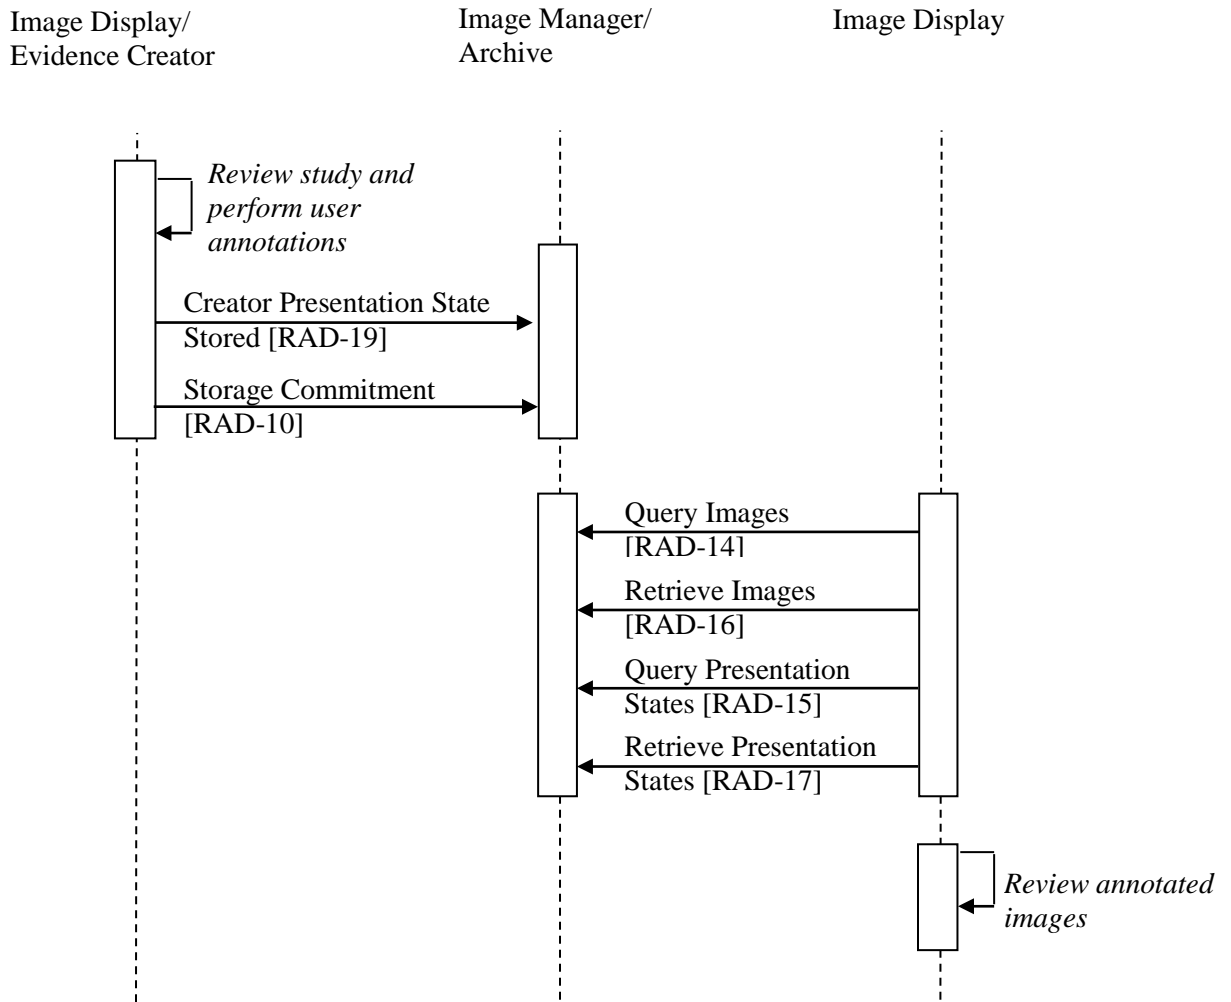 Image Display/
Evidence Creator
Image Manager/
Archive
Image Display
Review study and
perform user
annotations
Creator Presentation State
Stored [RAD-19]
Storage Commitment
[RAD-10]
Query Images
[RAD-14]
Retrieve Images
[RAD-16]
Query Presentation
States [RAD-15]
Retrieve Presentation
States [RAD-17]
Review annotated
images